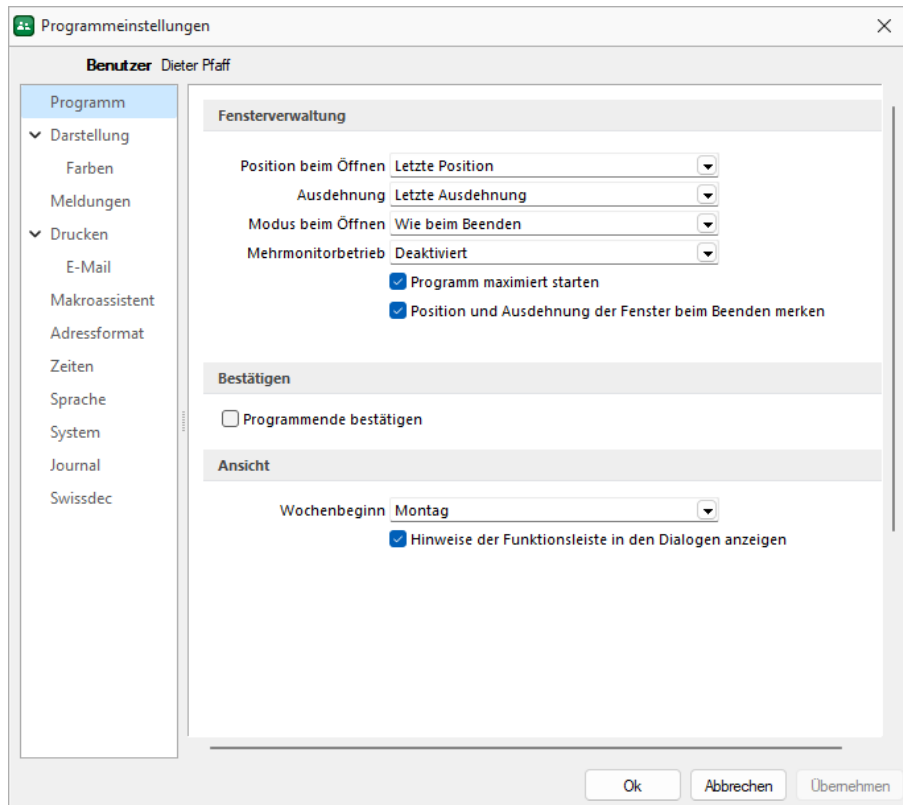 Programmeinstellungen
Benutzer Dieter Pfaff
Programm
Darstellung
Farben
Meldungen
Drucken
E-Mail
Makroassistent
Adressformat
Zeiten
Sprache
System
Journal
Swissdec
Fensterverwaltung
Position beim Öffnen Letzte Position
Ausdehnung Letzte Ausdehnung
Modus beim Öffnen Wie beim Beenden
Mehrmonitorbetrieb Deaktiviert
Programm maximiert starten
Position und Ausdehnung der Fenster beim Beenden merken
Bestätigen
Programmende bestätigen
Ansicht
Wochenbeginn Montag
Hinweise der Funktionsleiste in den Dialogen anzeigen
Ok Abbrechen Übernehmen